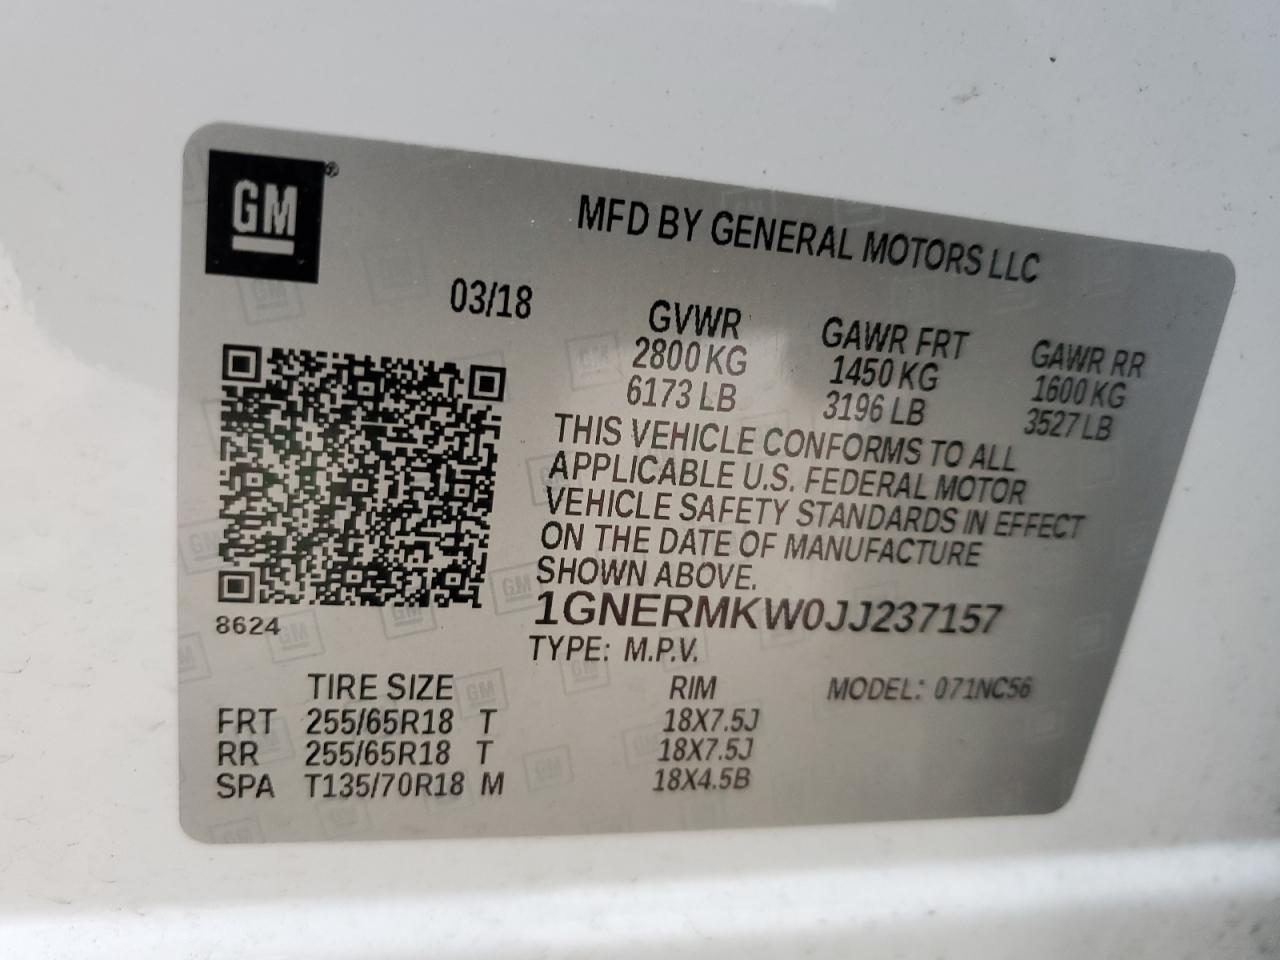 GM
®
MFD BY GENERAL MOTORS LLC
03/18
GVWR GAWR FRT GAWR RR
2800 KG 1450 KG 1600 KG
6173 LB 3196 LB 3527 LB
THIS VEHICLE CONFORMS TO ALL
APPLICABLE U.S. FEDERAL MOTOR
VEHICLE SAFETY STANDARDS IN EFFECT
ON THE DATE OF MANUFACTURE
SHOWN ABOVE.
8624
1GNERMKW0JJ237157
TYPE: M.P.V.
TIRE SIZE RIM MODEL: 071NC56
FRT 255/65R18 T 18X7.5J
RR 255/65R18 T 18X7.5J
SPA T135/70R18 M 18X4.5B